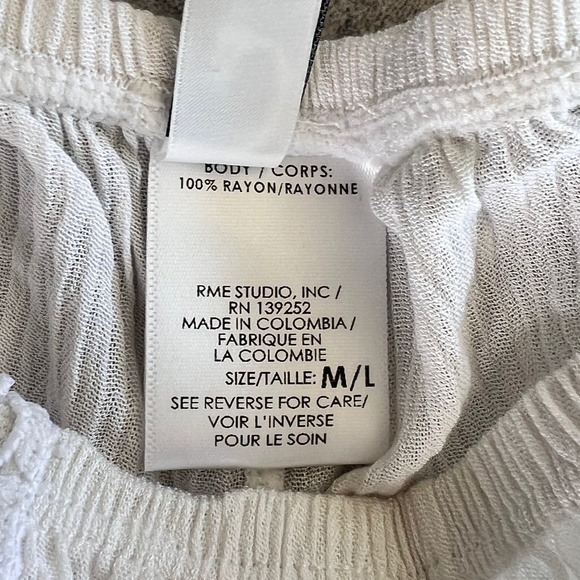 BODY / CORPS:
100% RAYON/RAYONNE
RME STUDIO, INC /
RN 139252
MADE IN COLOMBIA/
FABRIQUE EN
LA COLOMBIE
SIZE/TAILLE: M/L
SEE REVERSE FOR CARE/
VOIR L'INVERSE
POUR LE SOIN